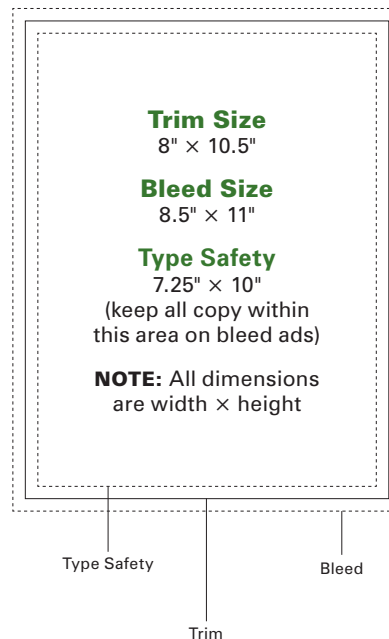 Trim Size
8" × 10.5"
Bleed Size
8.5" × 11"
Type Safety
7.25" × 10"
(keep all copy within
this area on bleed ads)
NOTE: All dimensions
are width × height
Type Safety
Bleed
Trim